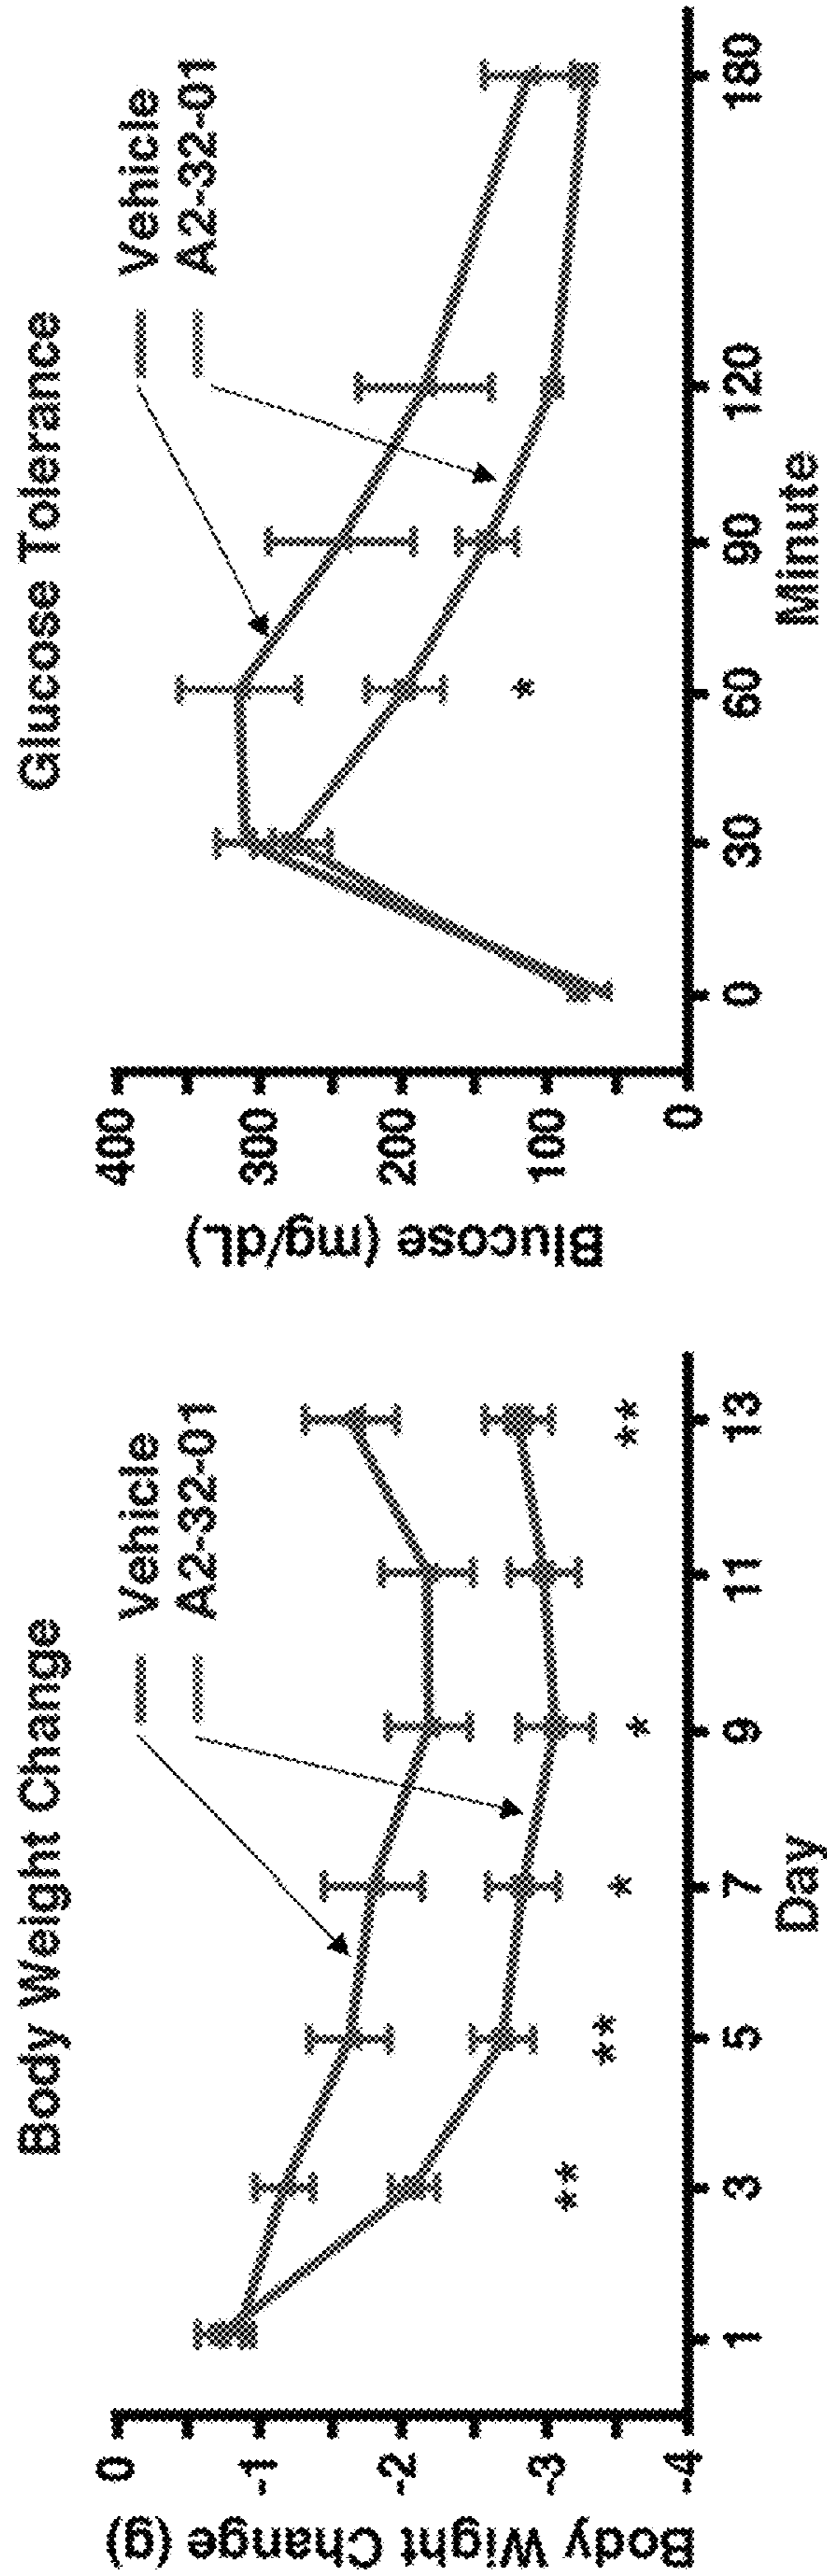 Body Weight Change
Vehicle
A2-32-01
Body Wight Change (g)
0
-1
-2
-3
-4
**
**
*
*
**
1 3 5 7 9 11 13
Day
Glucose Tolerance
Vehicle
A2-32-01
Blucose (mg/dL)
400
300
200
100
0
*
0 30 60 90 120 180
Minute